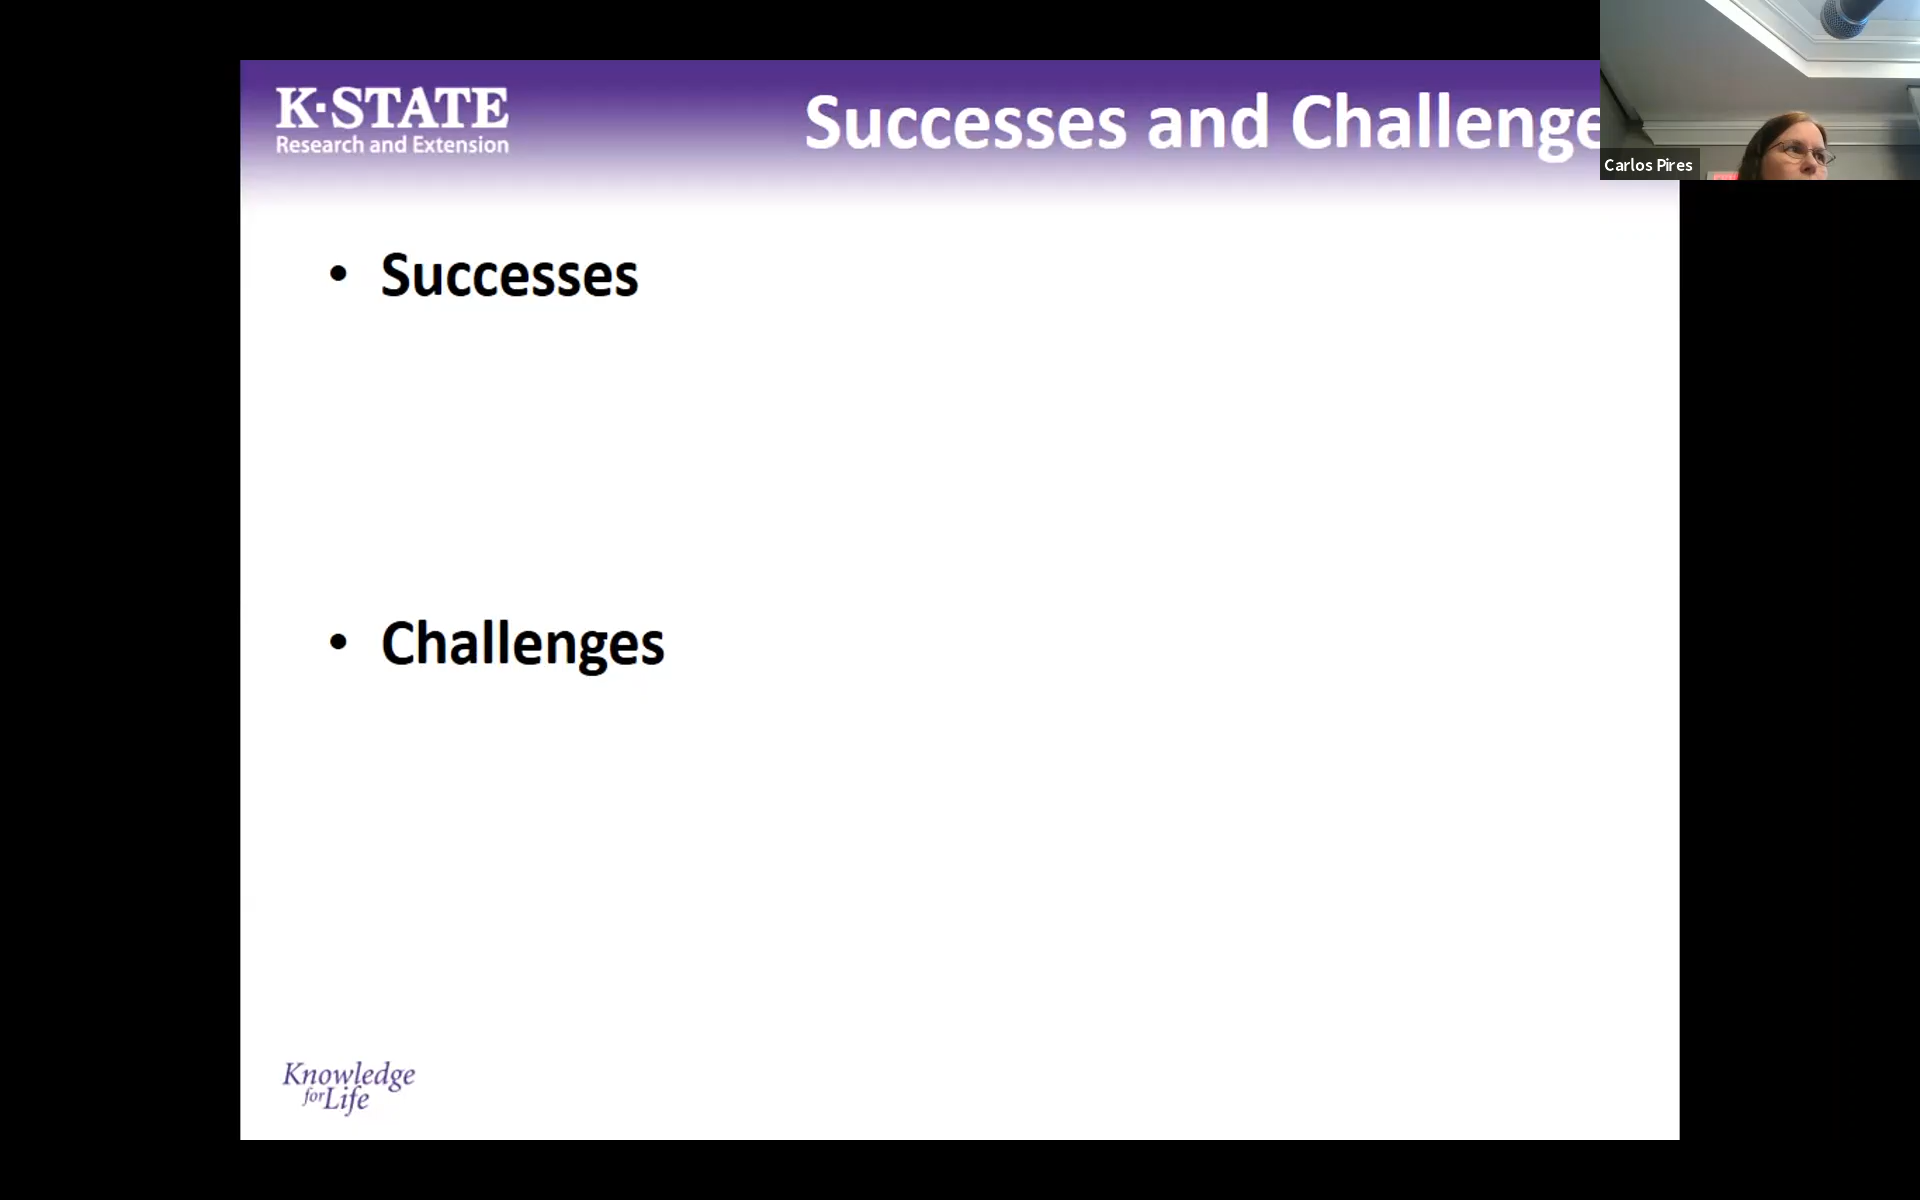 K·STATE
Research and Extension
Successes and Challenge
Carlos Pires
• Successes
• Challenges
Knowledge
for Life